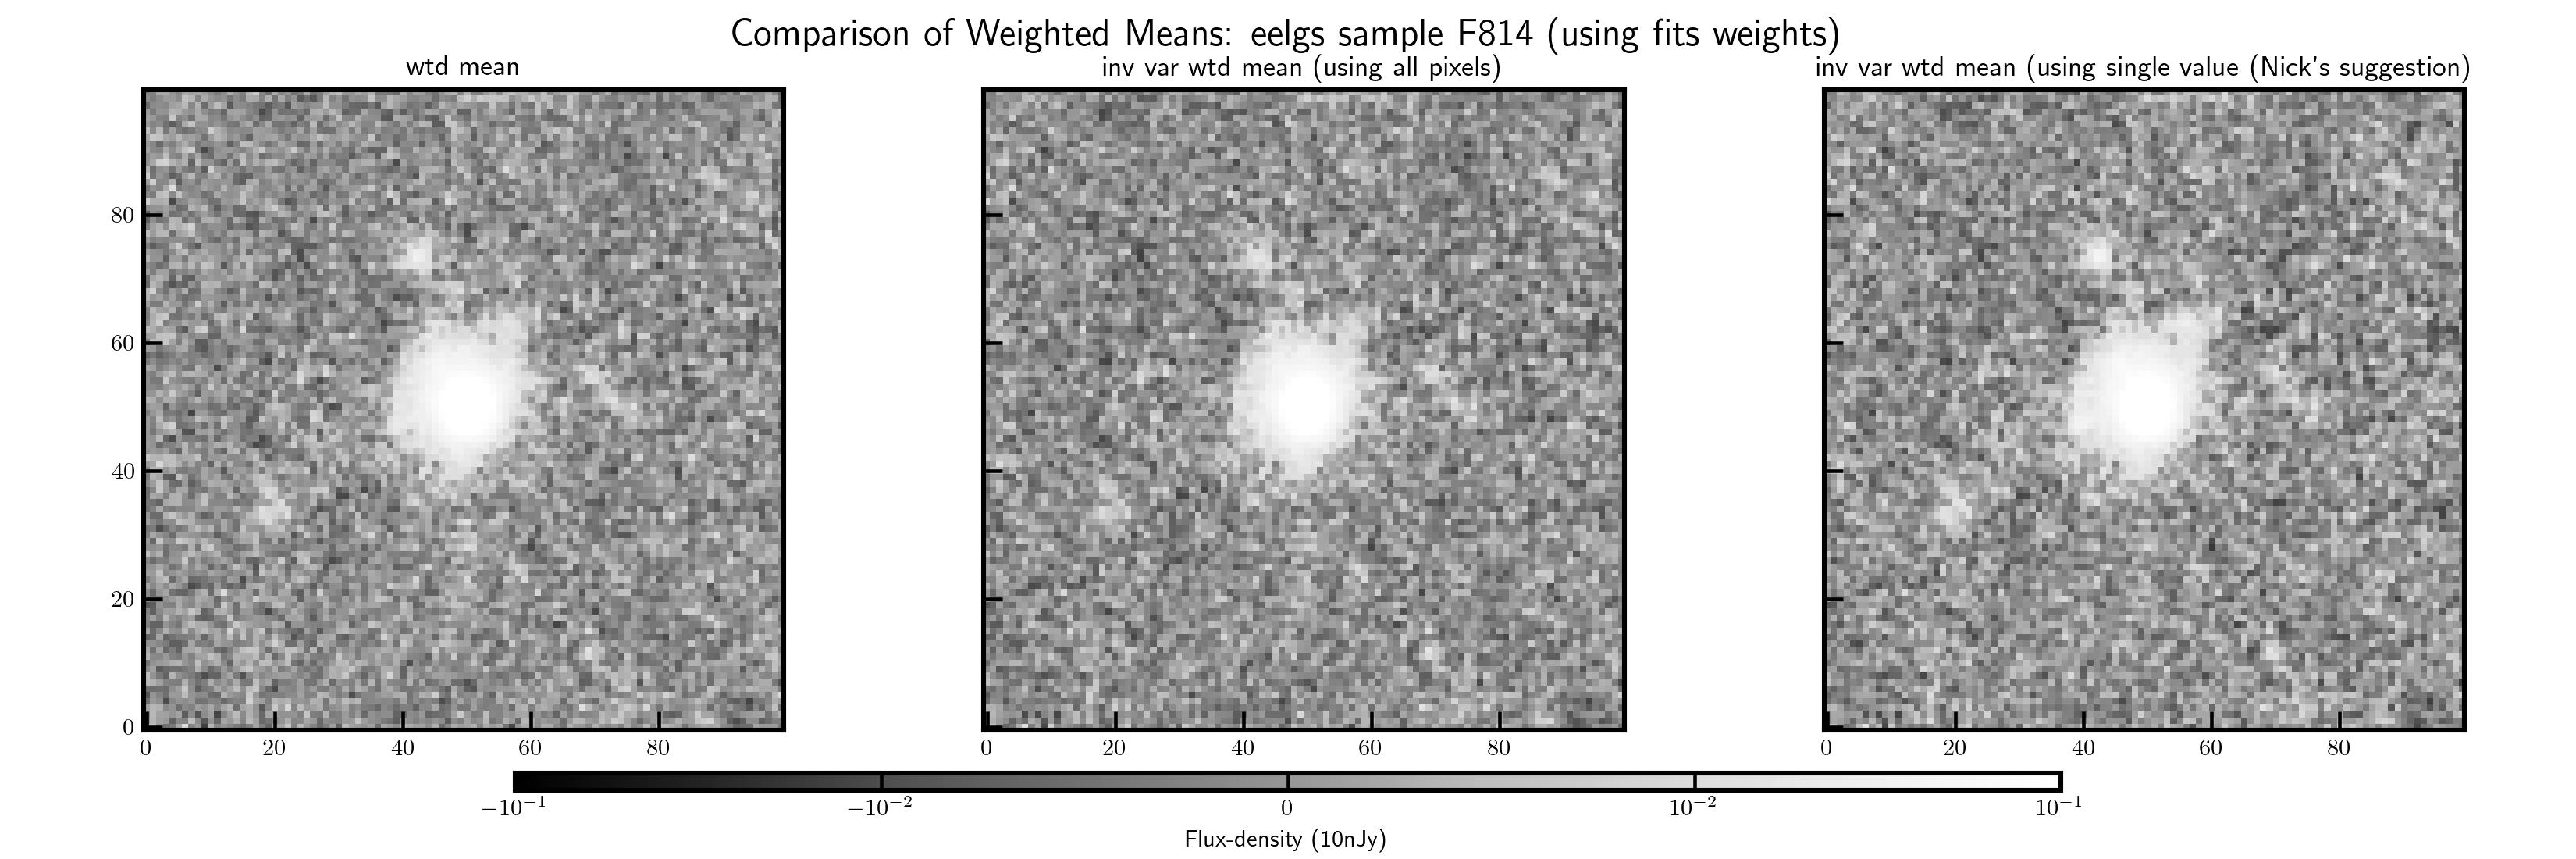 Comparison of Weighted Means: eelgs sample F814 (using fits weights)
wtd mean
inv var wtd mean (using all pixels)
inv var wtd mean (using single value (Nick's suggestion)
80
60
40
20
0
0 20 40 60 80
0 20 40 60 80
0 20 40 60 80
−10⁻¹ −10⁻² 0 10⁻² 10⁻¹
Flux-density (10nJy)